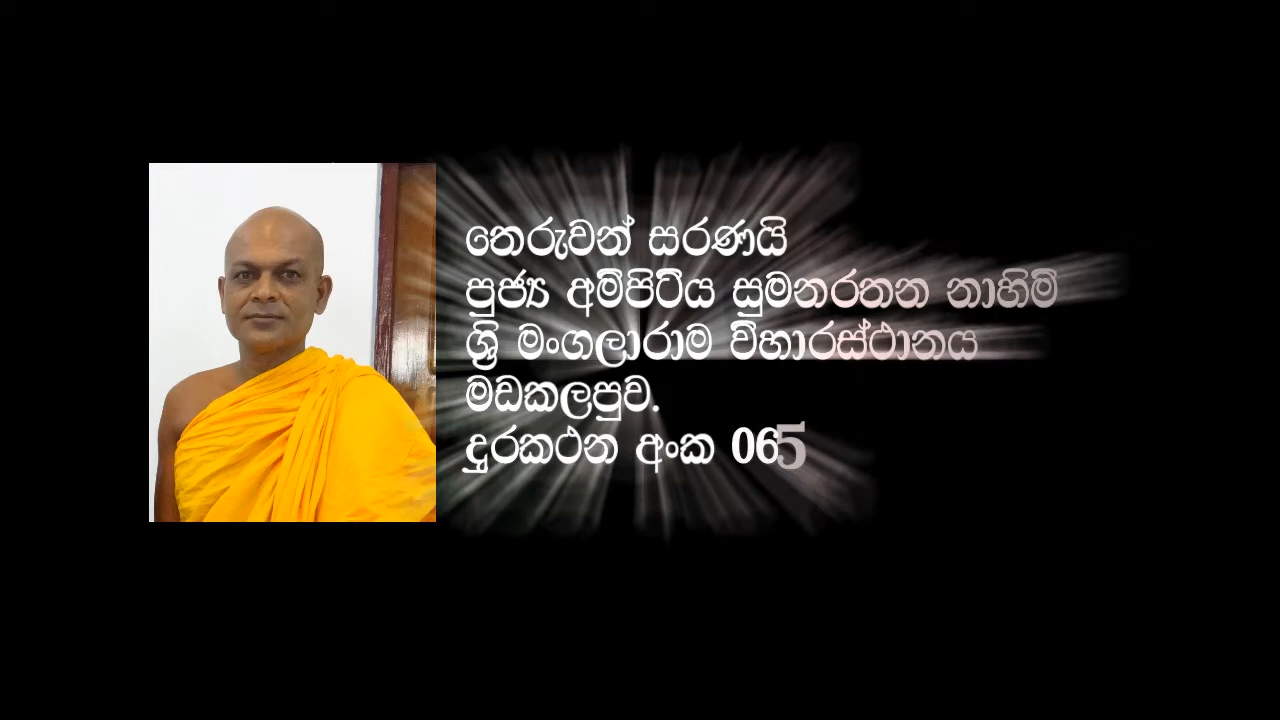 තෙරුවන් සරණයි
පුජ්‍ය අම්පිටිය සුමනරතන නාහිමි
ශ්‍රි මංගලාරාම විහාරස්ථානය
මඩකලපුව.
දුරකථන අංක 065